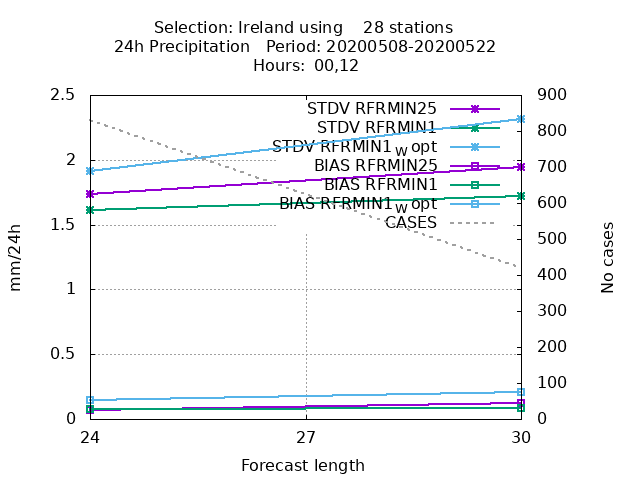 Selection: Ireland using    28 stations
24h Precipitation   Period: 20200508-20200522
Hours:  00,12
2.5
2
1.5
1
0.5
0
mm/24h
STDV RFRMIN25
STDV RFRMIN1
STDV RFRMIN1w opt
BIAS RFRMIN25
BIAS RFRMIN1
BIAS RFRMIN1w opt
CASES
900
800
700
600
500
400
300
200
100
0
No cases
24 27 30
Forecast length